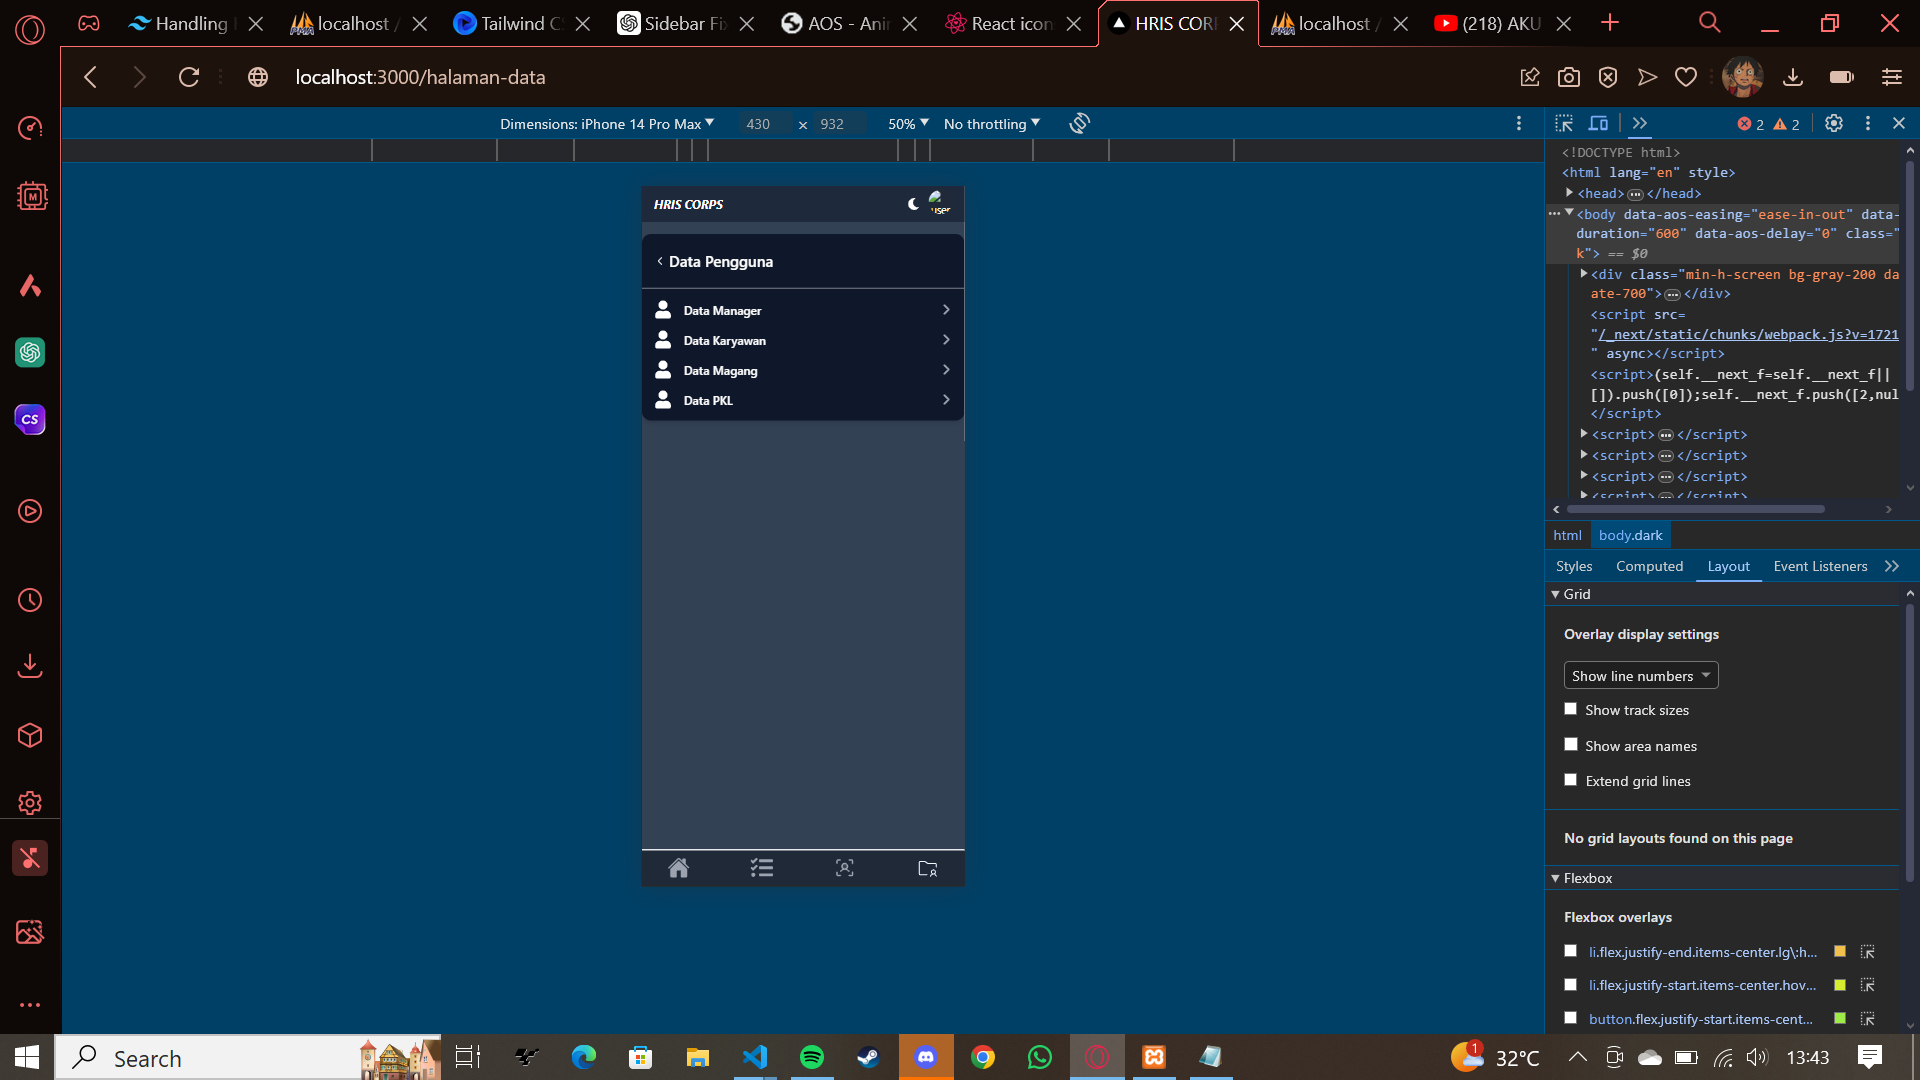 Handling
localhost /
Tailwind C
Sidebar Fi
AOS - Ani
React icon
HRIS CORP
localhost /
(218) AKU
localhost:3000/halaman-data
Dimensions: iPhone 14 Pro Max
430 × 932
50%
No throttling
2
2
HRIS CORPS
user
Data Pengguna
Data Manager
Data Karyawan
Data Magang
Data PKL
<!DOCTYPE html>
<html lang="en" style>
<head>…</head>
<body data-aos-easing="ease-in-out" data-
duration="600" data-aos-delay="0" class="
k"> == $0
<div class="min-h-screen bg-gray-200 da
ate-700">…</div>
<script src=
"/_next/static/chunks/webpack.js?v=1721
" async></script>
<script>(self.__next_f=self.__next_f||
[]).push([0]);self.__next_f.push([2,nul
</script>
<script>…</script>
<script>…</script>
<script>…</script>
<script>…</script>
html
body.dark
Styles
Computed
Layout
Event Listeners
Grid
Overlay display settings
Show line numbers
Show track sizes
Show area names
Extend grid lines
No grid layouts found on this page
Flexbox
Flexbox overlays
li.flex.justify-end.items-center.lg\:h...
li.flex.justify-start.items-center.hov...
button.flex.justify-start.items-cent...
Search
1
32°C
13:43